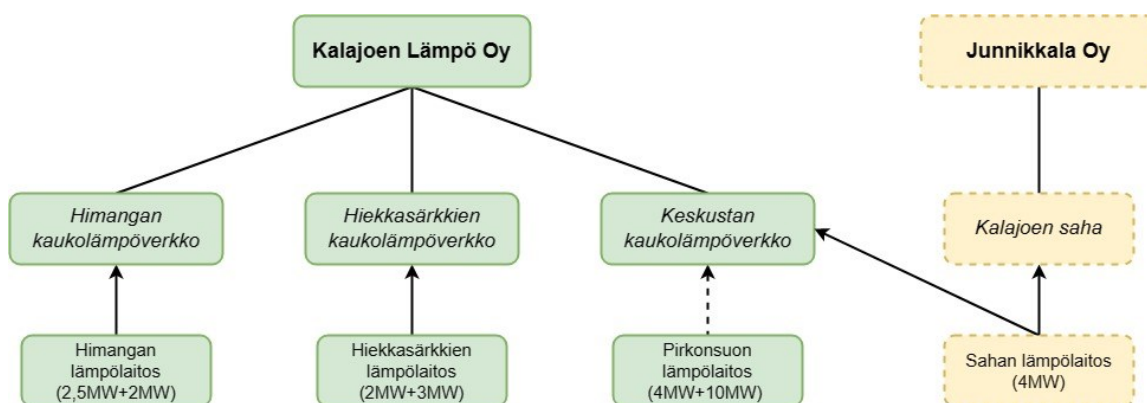 Kalajoen Lämpö Oy
Junnikkala Oy
Himangan
kaukolämpöverkko
Hiekkasärkkien
kaukolämpöverkko
Keskustan
kaukolämpöverkko
Kalajoen saha
Himangan
lämpölaitos
(2,5MW+2MW)
Hiekkasärkkien
lämpölaitos
(2MW+3MW)
Pirkonsuon
lämpölaitos
(4MW+10MW)
Sahan lämpölaitos
(4MW)